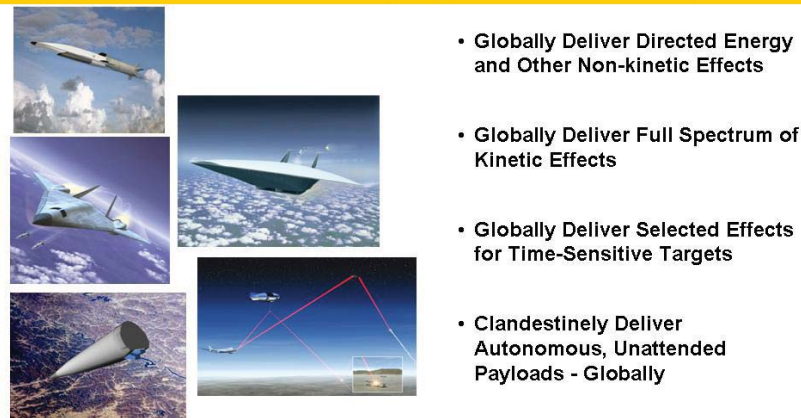 • Globally Deliver Directed Energy
and Other Non-kinetic Effects
• Globally Deliver Full Spectrum of
Kinetic Effects
• Globally Deliver Selected Effects
for Time-Sensitive Targets
• Clandestinely Deliver
Autonomous, Unattended
Payloads - Globally